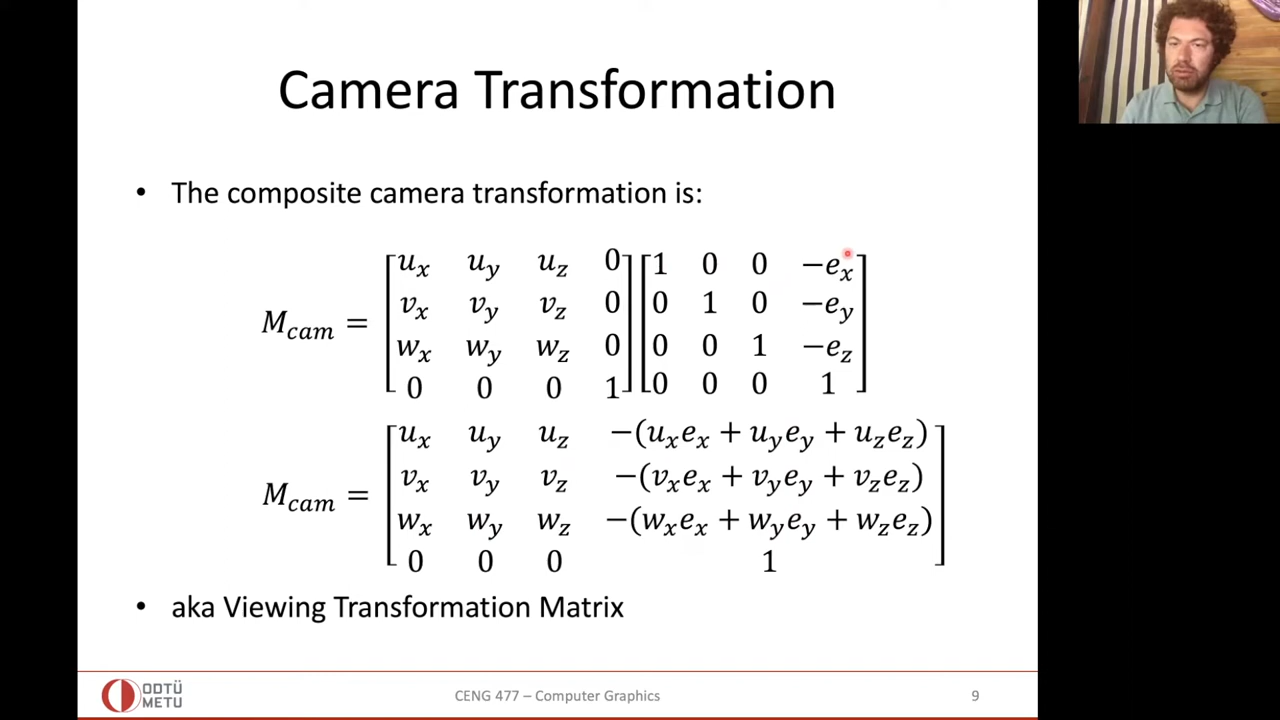 Camera Transformation
• The composite camera transformation is:
M_cam = [u_x u_y u_z 0] [1 0 0 −e_x]
[v_x v_y v_z 0] [0 1 0 −e_y]
[w_x w_y w_z 0] [0 0 1 −e_z]
[0 0 0 1] [0 0 0 1]
M_cam = [u_x u_y u_z −(u_x e_x + u_y e_y + u_z e_z)]
[v_x v_y v_z −(v_x e_x + v_y e_y + v_z e_z)]
[w_x w_y w_z −(w_x e_x + w_y e_y + w_z e_z)]
[0 0 0 1]
• aka Viewing Transformation Matrix
ODTÜ
METU
CENG 477 – Computer Graphics
9